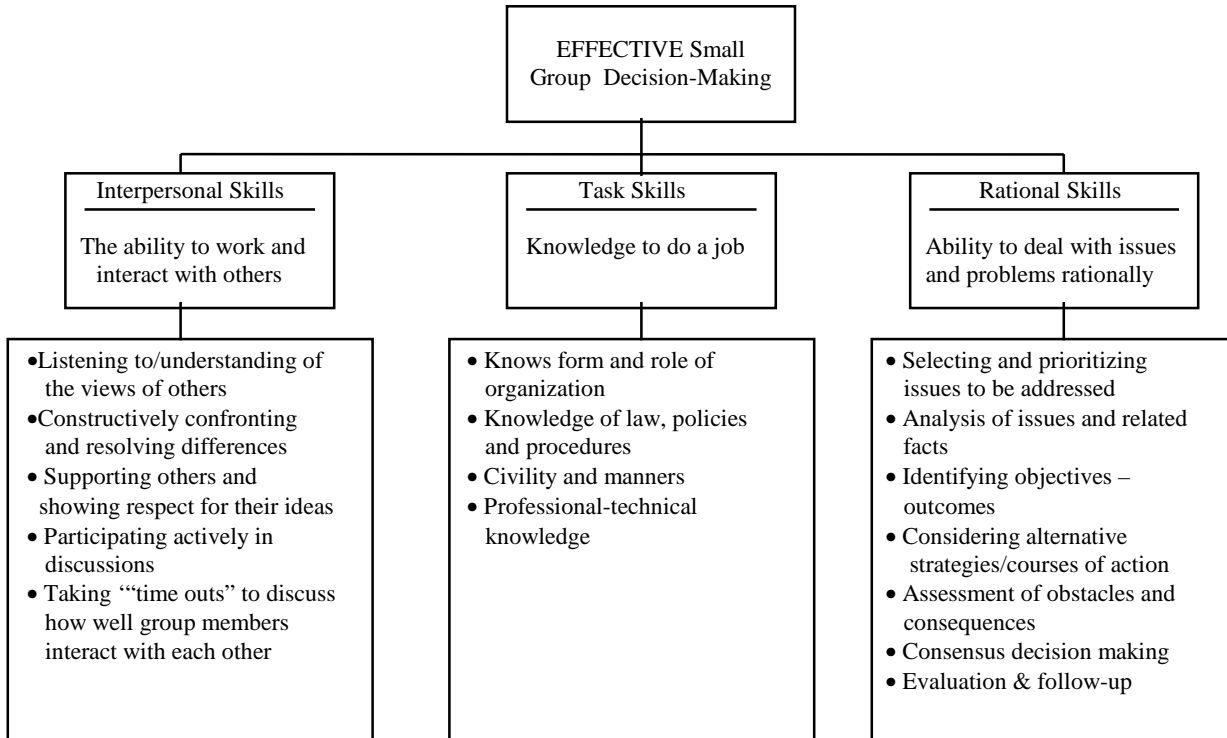 EFFECTIVE Small
Group Decision-Making
Interpersonal Skills
The ability to work and
interact with others
Task Skills
Knowledge to do a job
Rational Skills
Ability to deal with issues
and problems rationally
•Listening to/understanding of
the views of others
•Constructively confronting
and resolving differences
• Supporting others and
showing respect for their ideas
• Participating actively in
discussions
• Taking ‘“time outs” to discuss
how well group members
interact with each other
• Knows form and role of
organization
• Knowledge of law, policies
and procedures
• Civility and manners
• Professional-technical
knowledge
• Selecting and prioritizing
issues to be addressed
• Analysis of issues and related
facts
• Identifying objectives –
outcomes
• Considering alternative
strategies/courses of action
• Assessment of obstacles and
consequences
• Consensus decision making
• Evaluation & follow-up